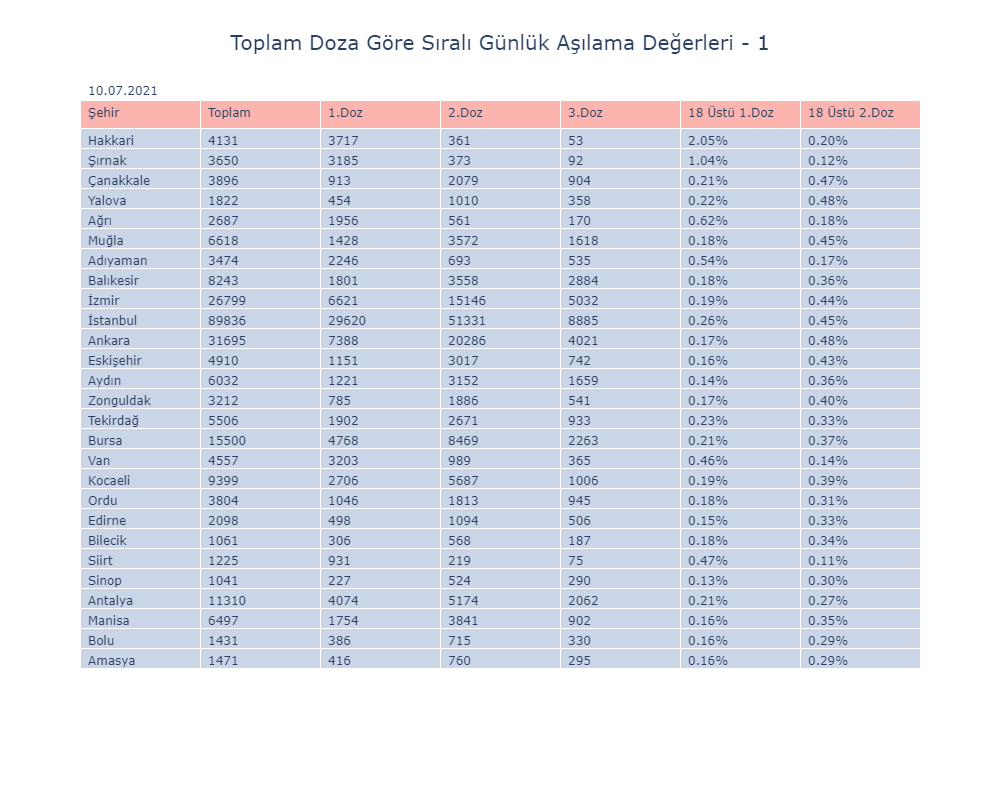 Toplam Doza Göre Sıralı Günlük Aşılama Değerleri - 1
10.07.2021
Şehir Toplam 1.Doz 2.Doz 3.Doz 18 Üstü 1.Doz 18 Üstü 2.Doz
Hakkari 4131 3717 361 53 2.05% 0.20%
Şırnak 3650 3185 373 92 1.04% 0.12%
Çanakkale 3896 913 2079 904 0.21% 0.47%
Yalova 1822 454 1010 358 0.22% 0.48%
Ağrı 2687 1956 561 170 0.62% 0.18%
Muğla 6618 1428 3572 1618 0.18% 0.45%
Adıyaman 3474 2246 693 535 0.54% 0.17%
Balıkesir 8243 1801 3558 2884 0.18% 0.36%
İzmir 26799 6621 15146 5032 0.19% 0.44%
İstanbul 89836 29620 51331 8885 0.26% 0.45%
Ankara 31695 7388 20286 4021 0.17% 0.48%
Eskişehir 4910 1151 3017 742 0.16% 0.43%
Aydın 6032 1221 3152 1659 0.14% 0.36%
Zonguldak 3212 785 1886 541 0.17% 0.40%
Tekirdağ 5506 1902 2671 933 0.23% 0.33%
Bursa 15500 4768 8469 2263 0.21% 0.37%
Van 4557 3203 989 365 0.46% 0.14%
Kocaeli 9399 2706 5687 1006 0.19% 0.39%
Ordu 3804 1046 1813 945 0.18% 0.31%
Edirne 2098 498 1094 506 0.15% 0.33%
Bilecik 1061 306 568 187 0.18% 0.34%
Siirt 1225 931 219 75 0.47% 0.11%
Sinop 1041 227 524 290 0.13% 0.30%
Antalya 11310 4074 5174 2062 0.21% 0.27%
Manisa 6497 1754 3841 902 0.16% 0.35%
Bolu 1431 386 715 330 0.16% 0.29%
Amasya 1471 416 760 295 0.16% 0.29%